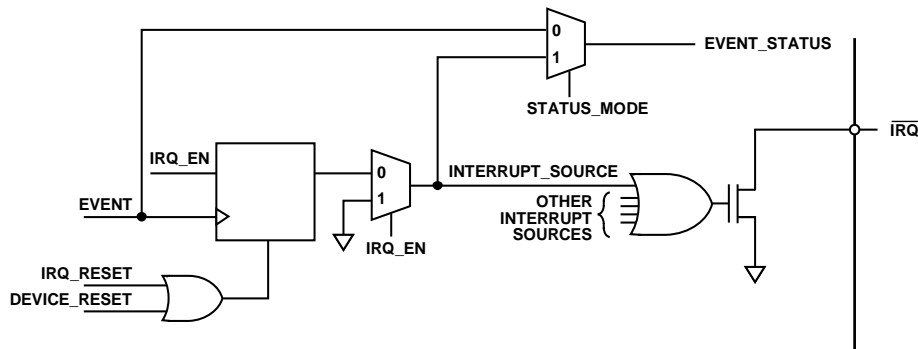 0
1
EVENT_STATUS
STATUS_MODE
IRQ
IRQ_EN
0
1
INTERRUPT_SOURCE
EVENT
OTHER
INTERRUPT
SOURCES
IRQ_EN
IRQ_RESET
DEVICE_RESET